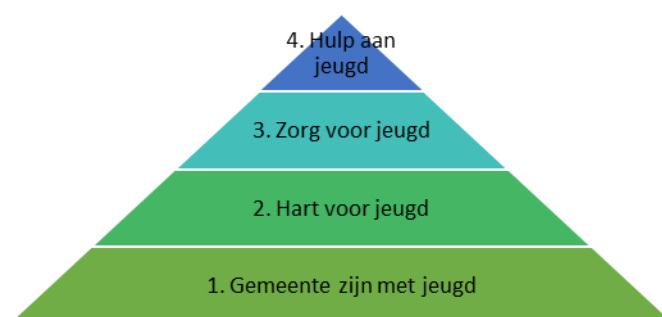 4. Hulp aan
jeugd
3. Zorg voor jeugd
2. Hart voor jeugd
1. Gemeente zijn met jeugd